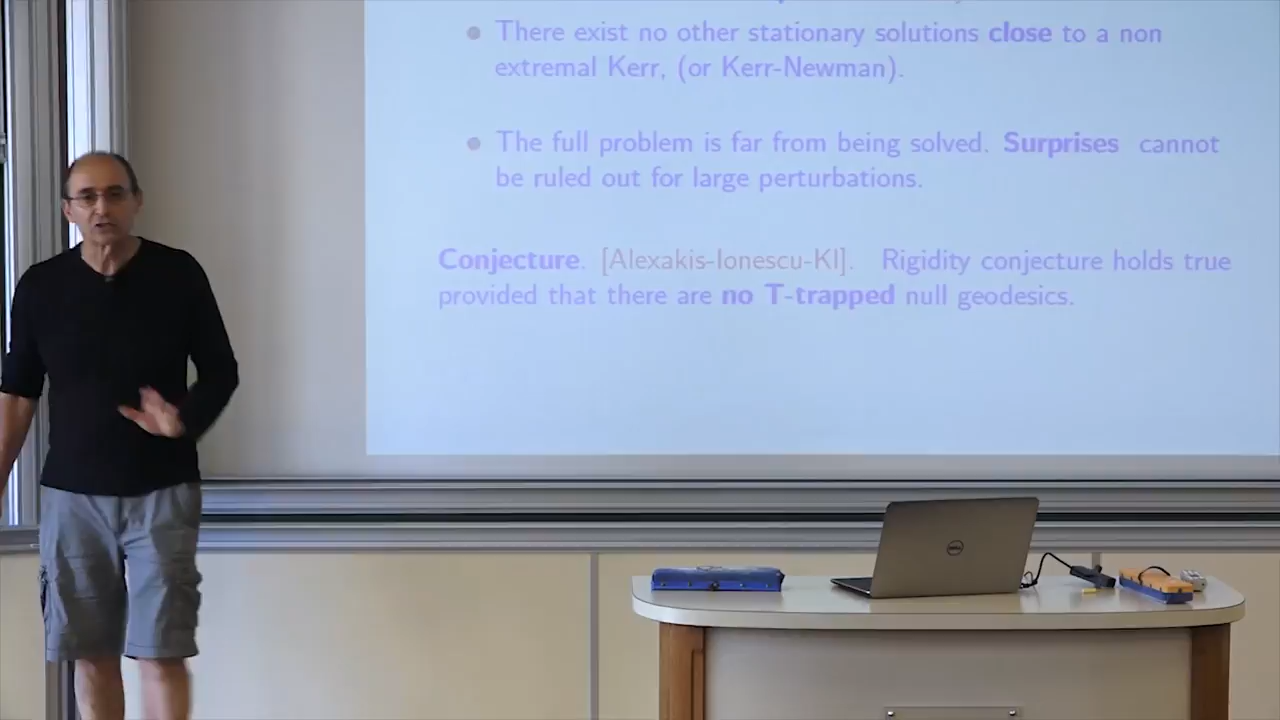 There exist no other stationary solutions close to a non
extremal Kerr, (or Kerr-Newman).
The full problem is far from being solved. Surprises cannot
be ruled out for large perturbations.
Conjecture. [Alexakis-Ionescu-Kl]. Rigidity conjecture holds true
provided that there are no T-trapped null geodesics.
DELL